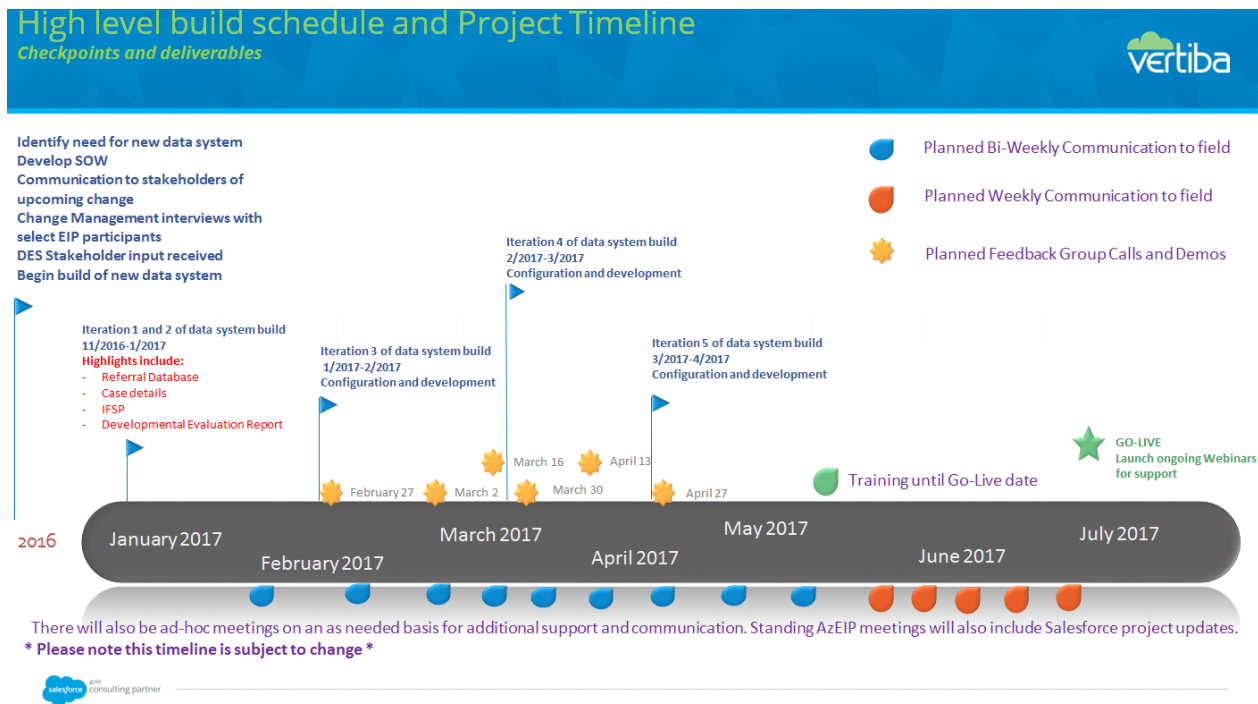 High level build schedule and Project Timeline
Checkpoints and deliverables
vertiba
Identify need for new data system
Develop SOW
Communication to stakeholders of
upcoming change
Change Management interviews with
select EIP participants
DES Stakeholder input received
Begin build of new data system
Planned Bi-Weekly Communication to field
Planned Weekly Communication to field
Planned Feedback Group Calls and Demos
Iteration 1 and 2 of data system build
11/2016-1/2017
Highlights include:
- Referral Database
- Case details
- IFSP
- Developmental Evaluation Report
Iteration 3 of data system build
1/2017-2/2017
Configuration and development
Iteration 4 of data system build
2/2017-3/2017
Configuration and development
Iteration 5 of data system build
3/2017-4/2017
Configuration and development
February 27
March 2
March 16
March 30
April 13
April 27
Training until Go-Live date
GO-LIVE
Launch ongoing Webinars
for support
2016
January 2017
February 2017
March 2017
April 2017
May 2017
June 2017
July 2017
There will also be ad-hoc meetings on an as needed basis for additional support and communication. Standing AzEIP meetings will also include Salesforce project updates.
* Please note this timeline is subject to change *
salesforce
gold
consulting partner